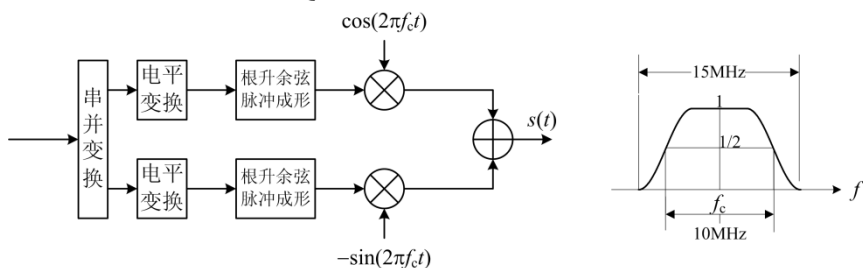 cos(2πf_ct)
串并变换
电平
变换
根升余弦
脉冲成形
s(t)
电平
变换
根升余弦
脉冲成形
−sin(2πf_ct)
15MHz
1
1/2
f_c
f
10MHz